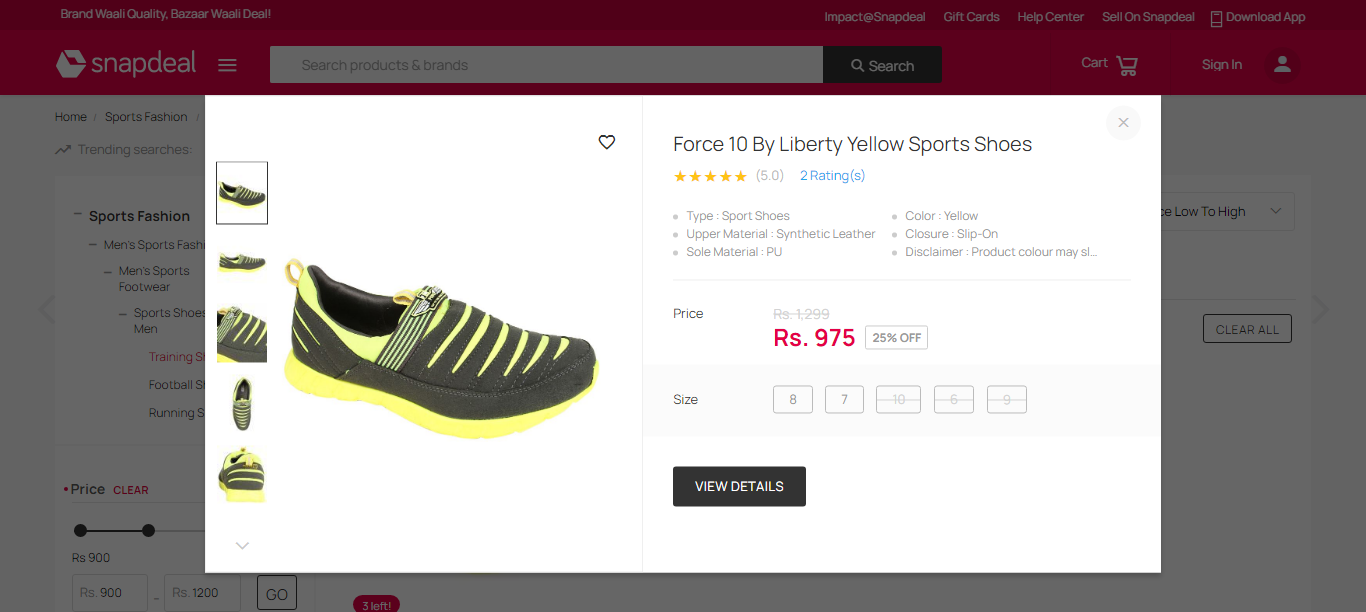 Brand Waali Quality, Bazaar Waali Deal!
Impact@Snapdeal Gift Cards Help Center Sell On Snapdeal Download App
snapdeal
Search products & brands
Search
Cart
Sign In
Home / Sports Fashion /
Trending searches:
Sports Fashion
Men's Sports Fashi
Men's Sports
Footwear
Sports Shoes
Men
Training S
Football S
Running S
Price CLEAR
Rs 900
Rs. 900 - Rs. 1200 GO
Force 10 By Liberty Yellow Sports Shoes
(5.0) 2 Rating(s)
Type : Sport Shoes
Color : Yellow
Upper Material : Synthetic Leather
Closure : Slip-On
Sole Material : PU
Disclaimer : Product colour may sl...
Price
Rs. 1,299
Rs. 975 25% OFF
Size 8 7 10 6 9
VIEW DETAILS
ce Low To High
CLEAR ALL
3 left!